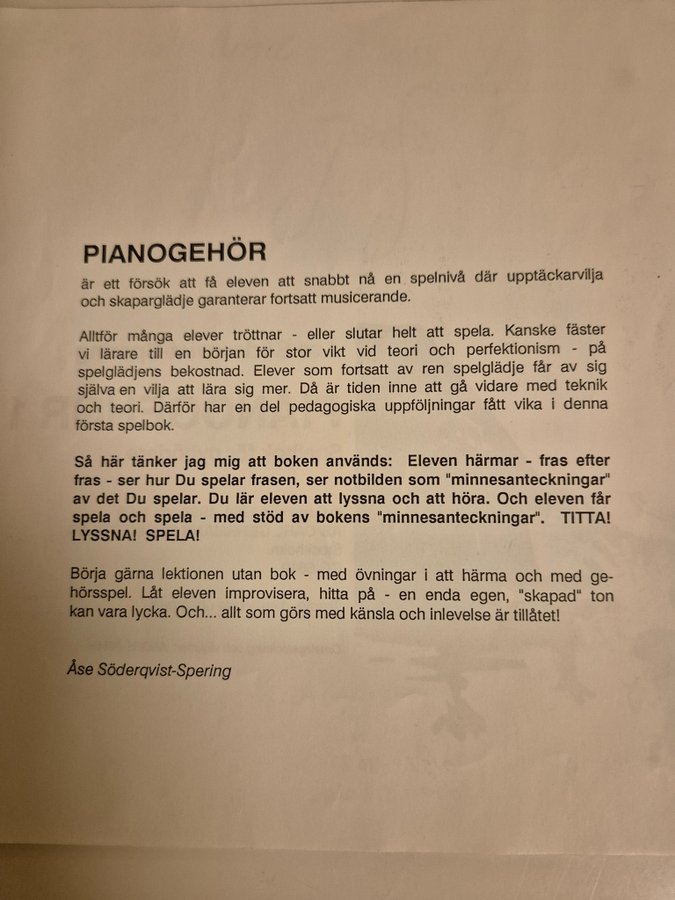 PIANOGEHÖR
är ett försök att få eleven att snabbt nå en spelnivå där upptäckarvilja
och skaparglädje garanterar fortsatt musicerande.
Alltför många elever tröttnar - eller slutar helt att spela. Kanske fäster
vi lärare till en början för stor vikt vid teori och perfektionism - på
spelglädjens bekostnad. Elever som fortsatt av ren spelglädje får av sig
själva en vilja att lära sig mer. Då är tiden inne att gå vidare med teknik
och teori. Därför har en del pedagogiska uppföljningar fått vika i denna
första spelbok.
Så här tänker jag mig att boken används: Eleven härmar - fras efter
fras - ser hur Du spelar frasen, ser notbilden som "minnesanteckningar"
av det Du spelar. Du lär eleven att lyssna och att höra. Och eleven får
spela och spela - med stöd av bokens "minnesanteckningar". TITTA!
LYSSNA! SPELA!
Börja gärna lektionen utan bok - med övningar i att härma och med ge-
hörsspel. Låt eleven improvisera, hitta på - en enda egen, "skapad" ton
kan vara lycka. Och... allt som görs med känsla och inlevelse är tillåtet!
Åse Söderqvist-Spering